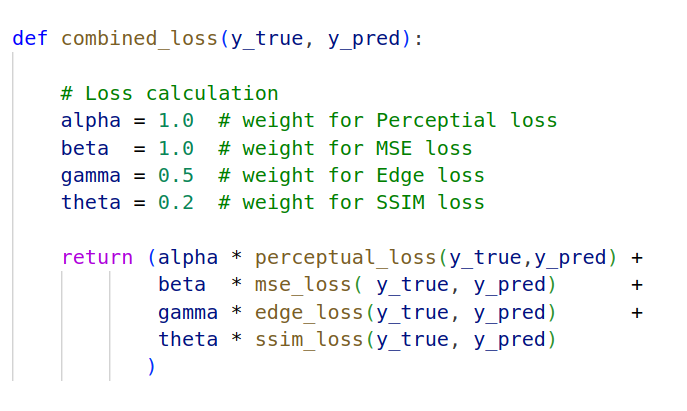 def combined_loss(y_true, y_pred):
# Loss calculation
alpha = 1.0  # weight for Perceptial loss
beta  = 1.0  # weight for MSE loss
gamma = 0.5  # weight for Edge loss
theta = 0.2  # weight for SSIM loss
return (alpha * perceptual_loss(y_true,y_pred) +
beta  * mse_loss( y_true, y_pred)      +
gamma * edge_loss(y_true, y_pred)      +
theta * ssim_loss(y_true, y_pred)
)